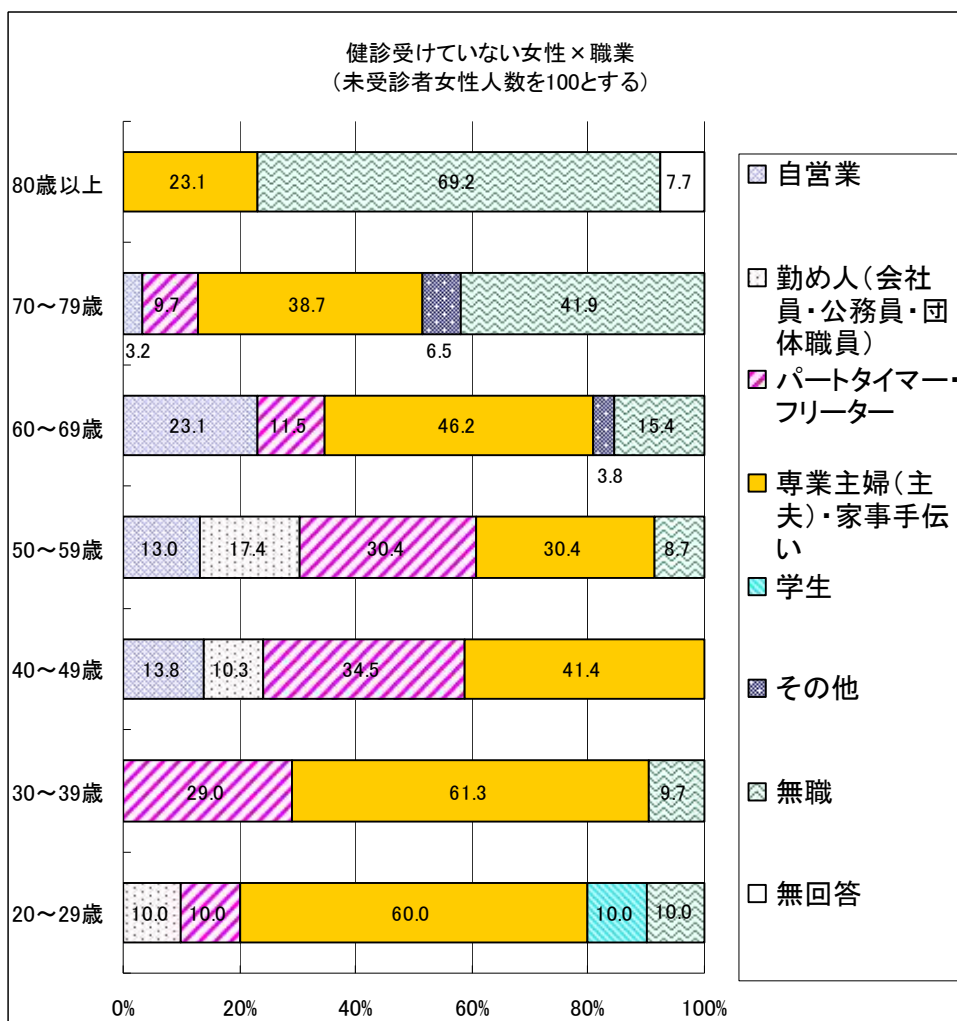 健診受けていない女性×職業
(未受診者女性人数を100とする)
80歳以上
23.1
69.2
7.7
70～79歳
3.2
9.7
38.7
6.5
41.9
60～69歳
23.1
11.5
46.2
3.8
15.4
50～59歳
13.0
17.4
30.4
30.4
8.7
40～49歳
13.8
10.3
34.5
41.4
30～39歳
29.0
61.3
9.7
20～29歳
10.0
10.0
60.0
10.0
10.0
0%
20%
40%
60%
80%
100%
自営業
勤め人(会社
員・公務員・団
体職員)
パートタイマー・
フリーター
専業主婦(主
夫)・家事手伝
い
学生
その他
無職
無回答